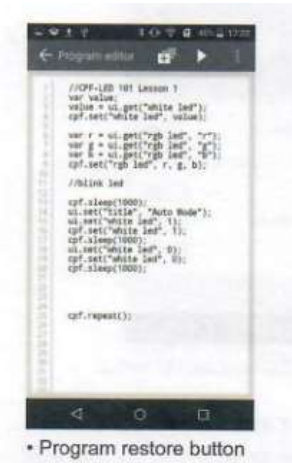 40% 17:22
Program editor
//CPF-LED 101 Lesson 1
var value;
value = ui.get("white led");
cpf.set("white led", value);
var r = ui.get("rgb led", "r");
var g = ui.get("rgb led", "g");
var b = ui.get("rgb led", "b");
cpf.set("rgb led", r, g, b);
//blink led
cpf.sleep(1000);
ui.set("title", "Auto Mode");
ui.set("white led", 1);
cpf.set("white led", 1);
cpf.sleep(1000);
ui.set("white led", 0);
cpf.set("white led", 0);
cpf.sleep(1000);
cpf.repeat();
• Program restore button